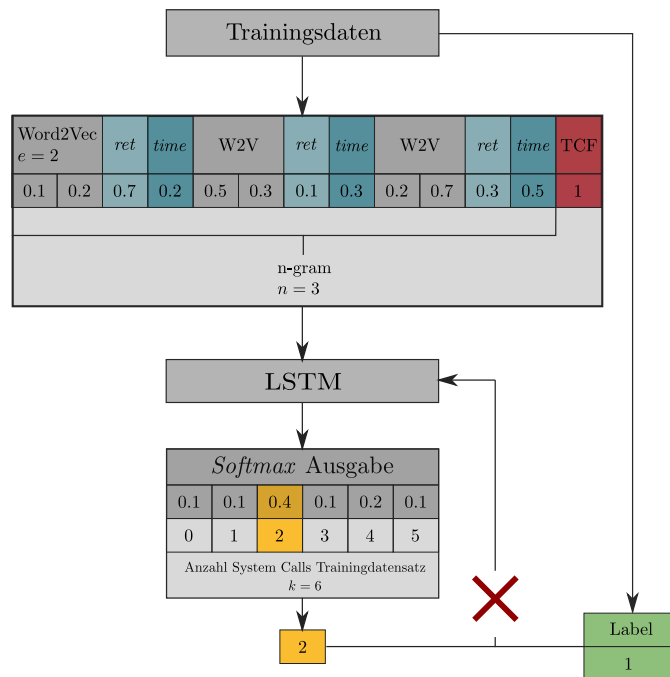 Trainingsdaten
Word2Vec ret time W2V ret time W2V ret time TCF
e = 2
0.1 0.2 0.7 0.2 0.5 0.3 0.1 0.3 0.2 0.7 0.3 0.5 1
n-gram
n = 3
LSTM
Softmax Ausgabe
0.1 0.1 0.4 0.1 0.2 0.1
0 1 2 3 4 5
Anzahl System Calls Trainingdatensatz
k = 6
2
Label
1